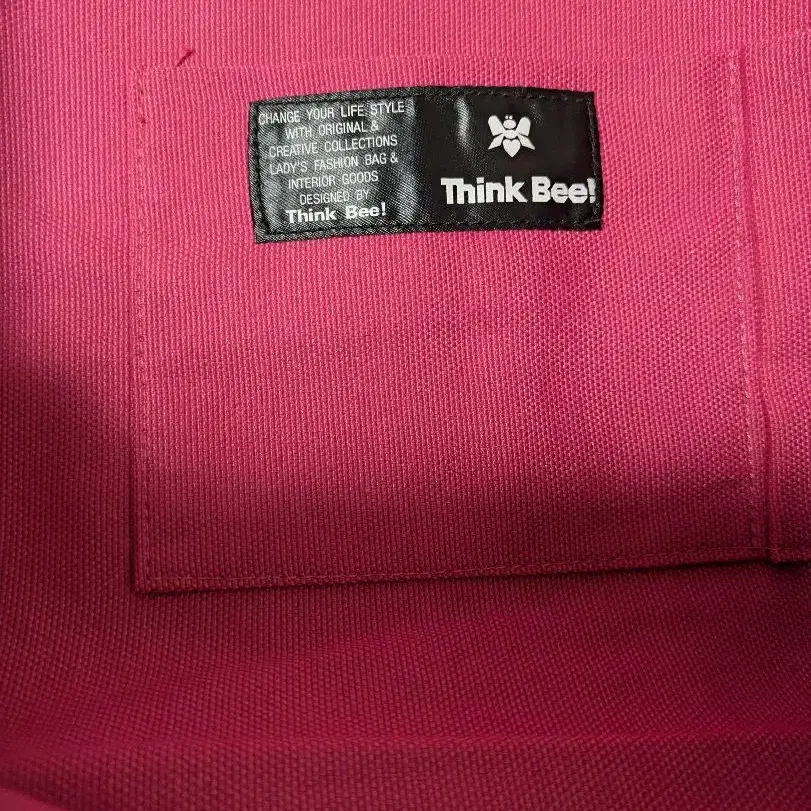 CHANGE YOUR LIFE STYLE
WITH ORIGINAL &
CREATIVE COLLECTIONS
LADY'S FASHION BAG &
INTERIOR GOODS
DESIGNED BY
Think Bee!
Think Bee!